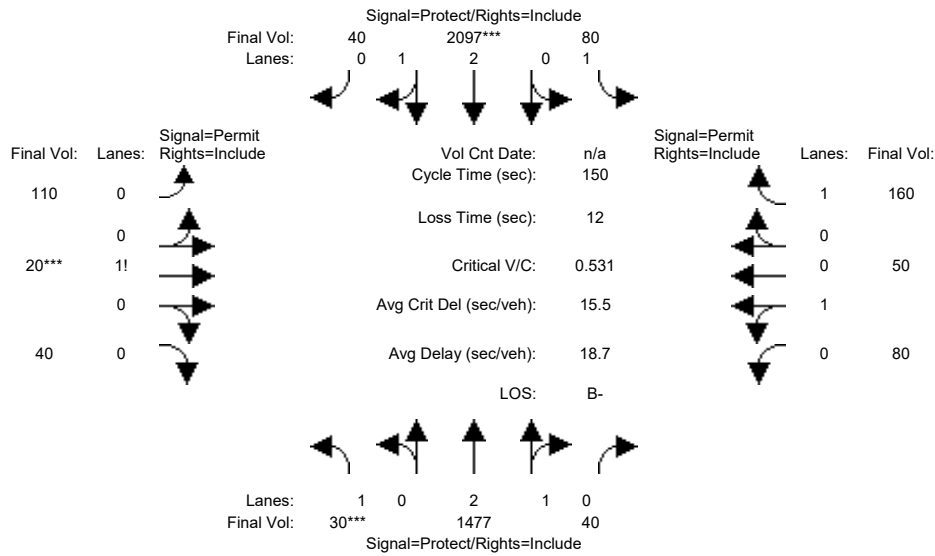 Signal=Protect/Rights=Include
Final Vol: 40 2097*** 80
Lanes: 0 1 2 0 1
Signal=Permit
Final Vol: Lanes: Rights=Include
Vol Cnt Date: n/a
Signal=Permit
Rights=Include Lanes: Final Vol:
Cycle Time (sec): 150
110 0
1 160
Loss Time (sec): 12
0
0
20*** 1!
Critical V/C: 0.531
0 50
0
Avg Crit Del (sec/veh): 15.5
1
40 0
Avg Delay (sec/veh): 18.7
0 80
LOS: B-
Lanes: 1 0 2 1 0
Final Vol: 30*** 1477 40
Signal=Protect/Rights=Include